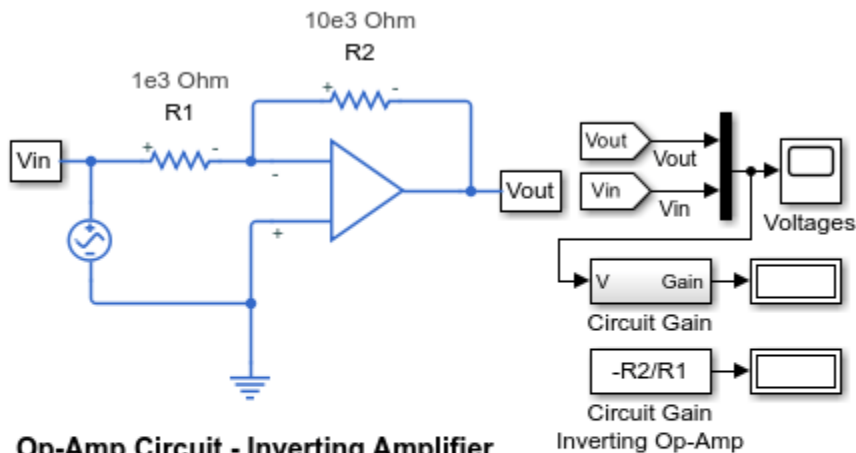 10e3 Ohm
R2
1e3 Ohm
R1
+ -
+ -
Vin
-
+
+
-
Vout
Vout
Vout
Vin
Vin
Voltages
V Gain
Circuit Gain
-R2/R1
Circuit Gain
Inverting Op-Amp
Op-Amp Circuit - Inverting Amplifier